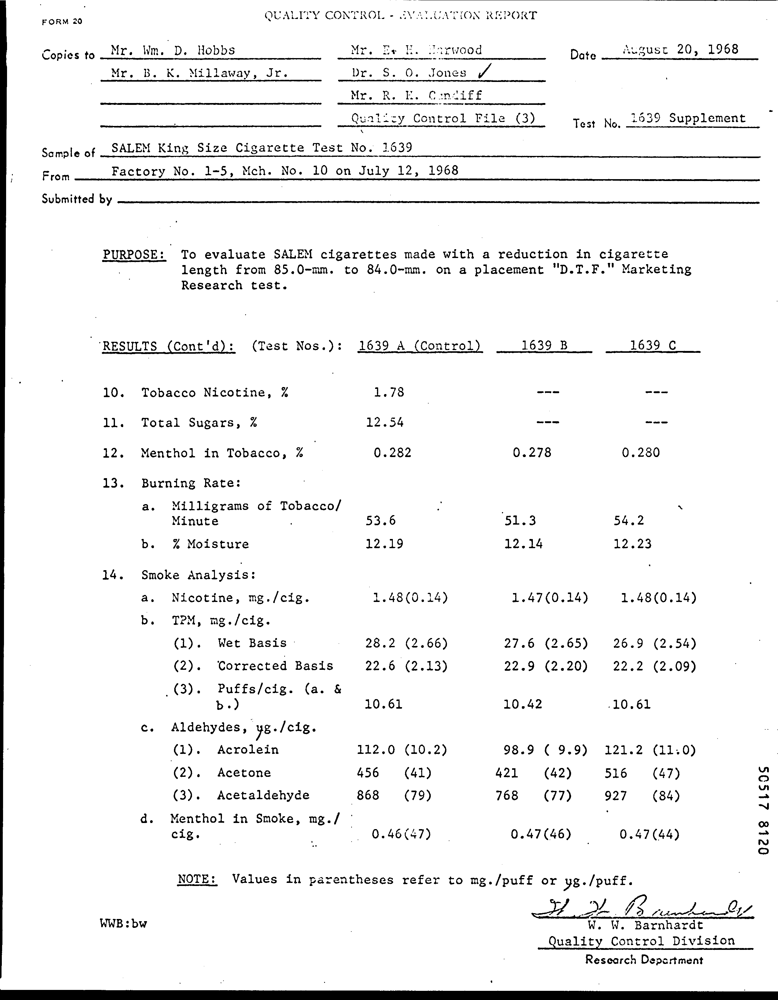 FORM 20
QUALITY CONTROL - EVALUATION REPORT
Copies to Mr. Wm. D. Hobbs Mr. E. H. Harwood Date August 20, 1968
Mr. B. K. Millaway, Jr. Dr. S. O. Jones ✓
Mr. R. E. Cundiff
Quality Control File (3) Test No. 1639 Supplement
Sample of SALEM King Size Cigarette Test No. 1639
From Factory No. 1-5, Mch. No. 10 on July 12, 1968
Submitted by
PURPOSE: To evaluate SALEM cigarettes made with a reduction in cigarette
length from 85.0-mm. to 84.0-mm. on a placement "D.T.F." Marketing
Research test.
RESULTS (Cont'd): (Test Nos.): 1639 A (Control) 1639 B 1639 C
10. Tobacco Nicotine, % 1.78 --- ---
11. Total Sugars, % 12.54 --- ---
12. Menthol in Tobacco, % 0.282 0.278 0.280
13. Burning Rate:
a. Milligrams of Tobacco/
Minute 53.6 51.3 54.2
b. % Moisture 12.19 12.14 12.23
14. Smoke Analysis:
a. Nicotine, mg./cig. 1.48(0.14) 1.47(0.14) 1.48(0.14)
b. TPM, mg./cig.
(1). Wet Basis 28.2 (2.66) 27.6 (2.65) 26.9 (2.54)
(2). Corrected Basis 22.6 (2.13) 22.9 (2.20) 22.2 (2.09)
(3). Puffs/cig. (a. &
b.) 10.61 10.42 10.61
c. Aldehydes, µg./cig.
(1). Acrolein 112.0 (10.2) 98.9 ( 9.9) 121.2 (11.0)
(2). Acetone 456 (41) 421 (42) 516 (47)
(3). Acetaldehyde 868 (79) 768 (77) 927 (84)
d. Menthol in Smoke, mg./
cig. 0.46(47) 0.47(46) 0.47(44)
NOTE: Values in parentheses refer to mg./puff or µg./puff.
WWB:bw
W. W. Barnhardt
Quality Control Division
Research Department
50517 8120